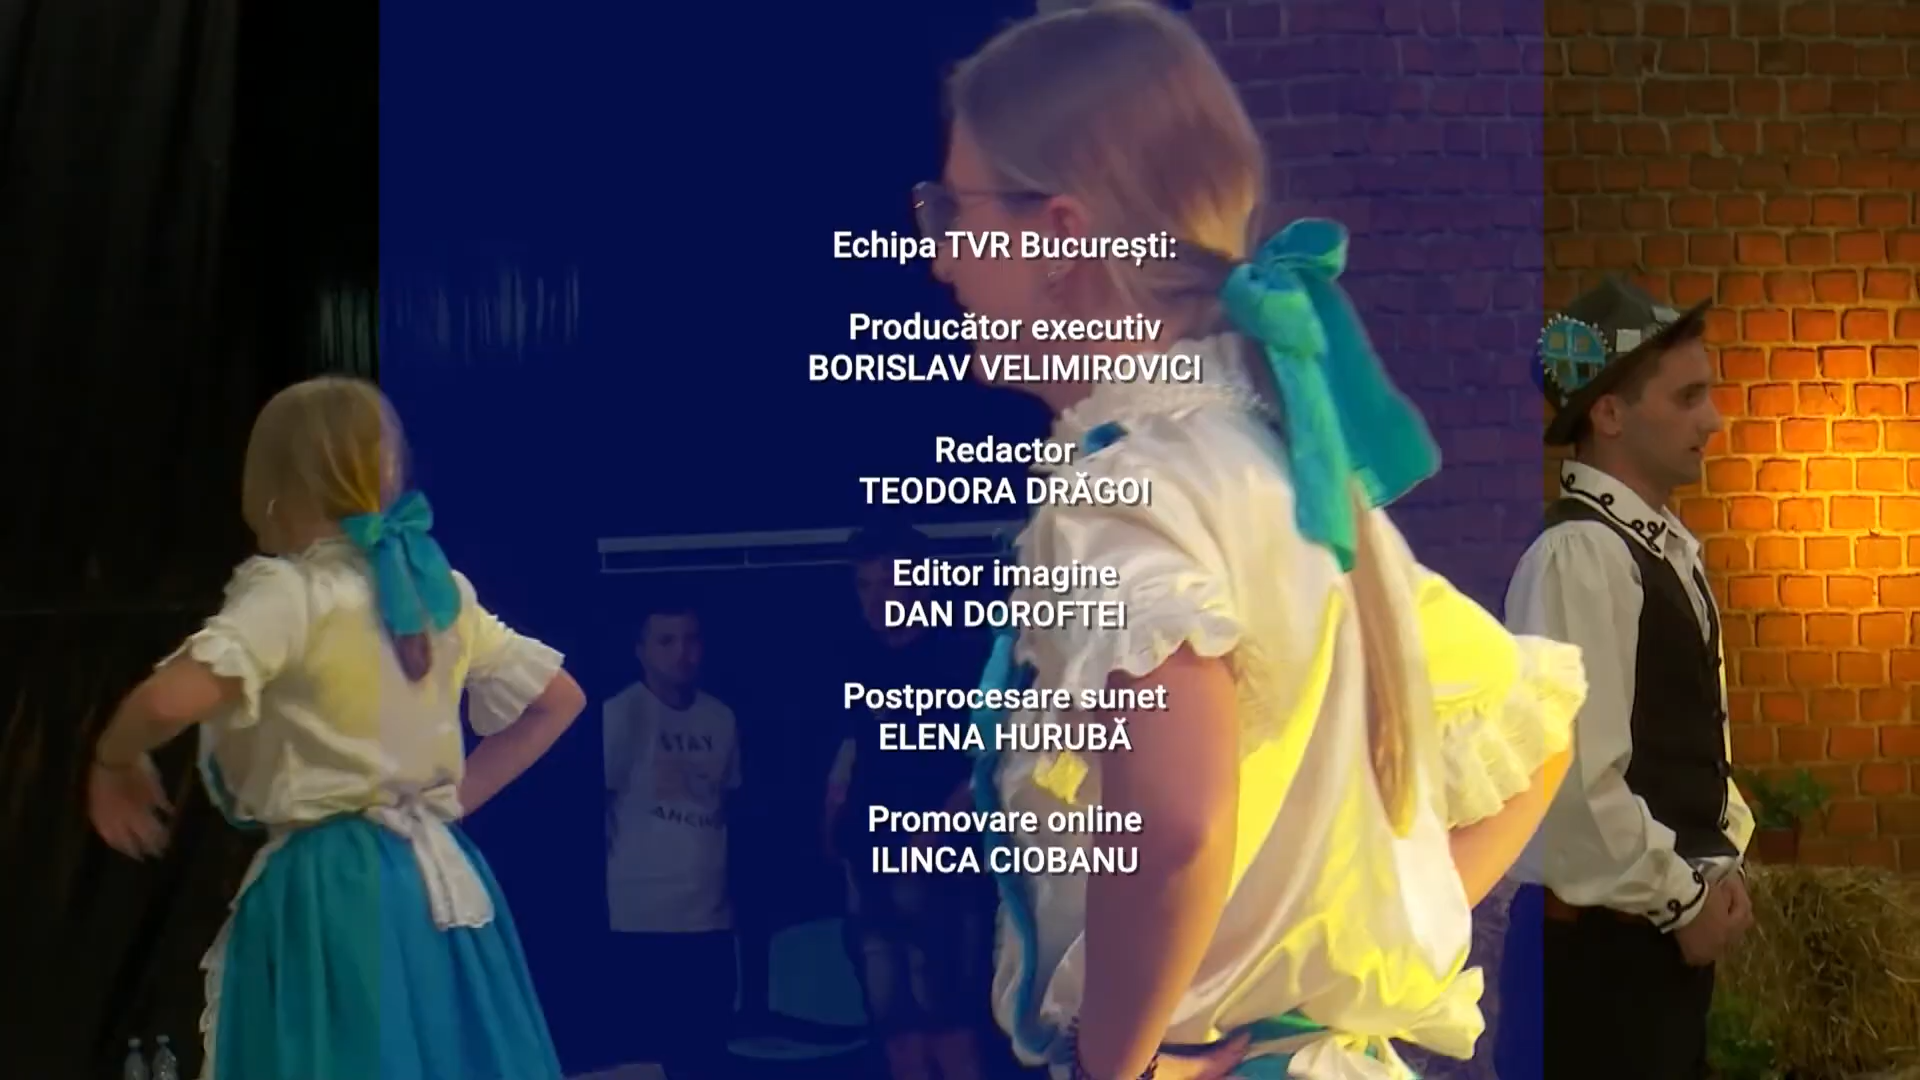 Echipa TVR București:
Producător executiv
BORISLAV VELIMIROVICI
Redactor
TEODORA DRĂGOI
Editor imagine
DAN DOROFTEI
Postprocesare sunet
ELENA HURUBĂ
Promovare online
ILINCA CIOBANU
STAY